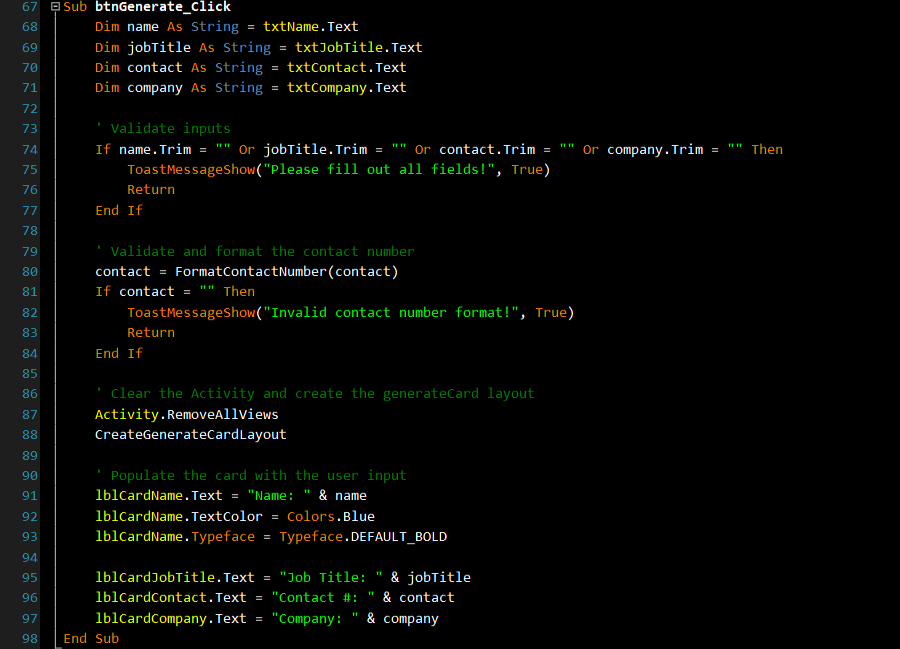 67 Sub btnGenerate_Click
68     Dim name As String = txtName.Text
69     Dim jobTitle As String = txtJobTitle.Text
70     Dim contact As String = txtContact.Text
71     Dim company As String = txtCompany.Text
72
73     ' Validate inputs
74     If name.Trim = "" Or jobTitle.Trim = "" Or contact.Trim = "" Or company.Trim = "" Then
75         ToastMessageShow("Please fill out all fields!", True)
76         Return
77     End If
78
79     ' Validate and format the contact number
80     contact = FormatContactNumber(contact)
81     If contact = "" Then
82         ToastMessageShow("Invalid contact number format!", True)
83         Return
84     End If
85
86     ' Clear the Activity and create the generateCard layout
87     Activity.RemoveAllViews
88     CreateGenerateCardLayout
89
90     ' Populate the card with the user input
91     lblCardName.Text = "Name: " & name
92     lblCardName.TextColor = Colors.Blue
93     lblCardName.Typeface = Typeface.DEFAULT_BOLD
94
95     lblCardJobTitle.Text = "Job Title: " & jobTitle
96     lblCardContact.Text = "Contact #: " & contact
97     lblCardCompany.Text = "Company: " & company
98 End Sub